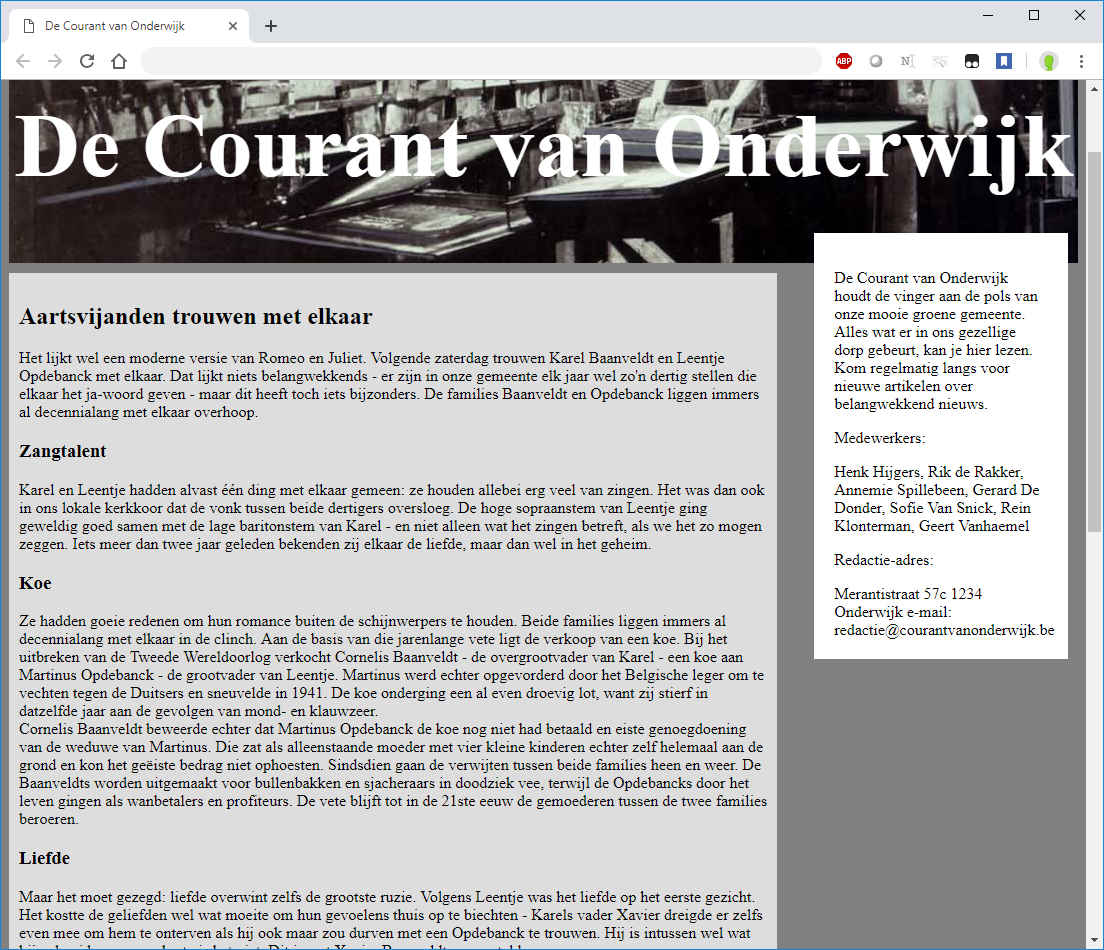 De Courant van Onderwijk
ABP
De Courant van Onderwijk
Aartsvijanden trouwen met elkaar
Het lijkt wel een moderne versie van Romeo en Juliet. Volgende zaterdag trouwen Karel Baanveldt en Leentje
Opdebanck met elkaar. Dat lijkt niets belangwekkends - er zijn in onze gemeente elk jaar wel zo'n dertig stellen die
elkaar het ja-woord geven - maar dit heeft toch iets bijzonders. De families Baanveldt en Opdebanck liggen immers
al decennialang met elkaar overhoop.
Zangtalent
Karel en Leentje hadden alvast één ding met elkaar gemeen: ze houden allebei erg veel van zingen. Het was dan ook
in ons lokale kerkkoor dat de vonk tussen beide dertigers oversloeg. De hoge sopraanstem van Leentje ging
geweldig goed samen met de lage baritonstem van Karel - en niet alleen wat het zingen betreft, als we het zo mogen
zeggen. Iets meer dan twee jaar geleden bekenden zij elkaar de liefde, maar dan wel in het geheim.
Koe
Ze hadden goeie redenen om hun romance buiten de schijnwerpers te houden. Beide families liggen immers al
decennialang met elkaar in de clinch. Aan de basis van die jarenlange vete ligt de verkoop van een koe. Bij het
uitbreken van de Tweede Wereldoorlog verkocht Cornelis Baanveldt - de overgrootvader van Karel - een koe aan
Martinus Opdebanck - de grootvader van Leentje. Martinus werd echter opgevorderd door het Belgische leger om te
vechten tegen de Duitsers en sneuvelde in 1941. De koe onderging een al even droevig lot, want zij stierf in
datzelfde jaar aan de gevolgen van mond- en klauwzeer.
Cornelis Baanveldt beweerde echter dat Martinus Opdebanck de koe nog niet had betaald en eiste genoegdoening
van de weduwe van Martinus. Die zat als alleenstaande moeder met vier kleine kinderen echter zelf helemaal aan de
grond en kon het geëiste bedrag niet ophoesten. Sindsdien gaan de verwijten tussen beide families heen en weer. De
Baanveldts worden uitgemaakt voor bullenbakken en sjacheraars in doodziek vee, terwijl de Opdebancks door het
leven gingen als wanbetalers en profiteurs. De vete blijft tot in de 21ste eeuw de gemoederen tussen de twee families
beroeren.
Liefde
Maar het moet gezegd: liefde overwint zelfs de grootste ruzie. Volgens Leentje was het liefde op het eerste gezicht.
Het kostte de geliefden wel wat moeite om hun gevoelens thuis op te biechten - Karels vader Xavier dreigde er zelfs
even mee om hem te onterven als hij ook maar zou durven met een Opdebanck te trouwen. Hij is intussen wel wat
De Courant van Onderwijk
houdt de vinger aan de pols van
onze mooie groene gemeente.
Alles wat er in ons gezellige
dorp gebeurt, kan je hier lezen.
Kom regelmatig langs voor
nieuwe artikelen over
belangwekkend nieuws.
Medewerkers:
Henk Hijgers, Rik de Rakker,
Annemie Spillebeen, Gerard De
Donder, Sofie Van Snick, Rein
Klonterman, Geert Vanhaemel
Redactie-adres:
Merantistraat 57c 1234
Onderwijk e-mail:
redactie@courantvanonderwijk.be